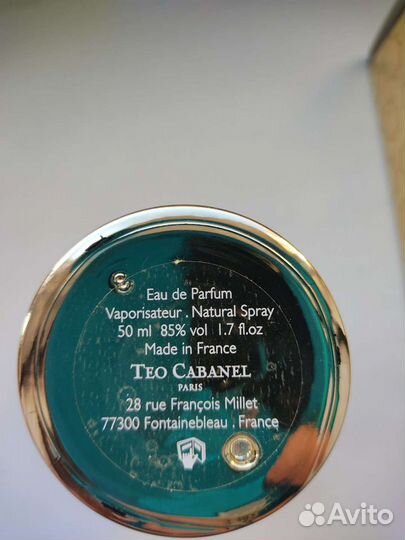 Eau de Parfum
Vaporisateur . Natural Spray
50 ml 85% vol 1.7 fl.oz
Made in France
TEO CABANEL
PARIS
28 rue François Millet
77300 Fontainebleau . France
Avito